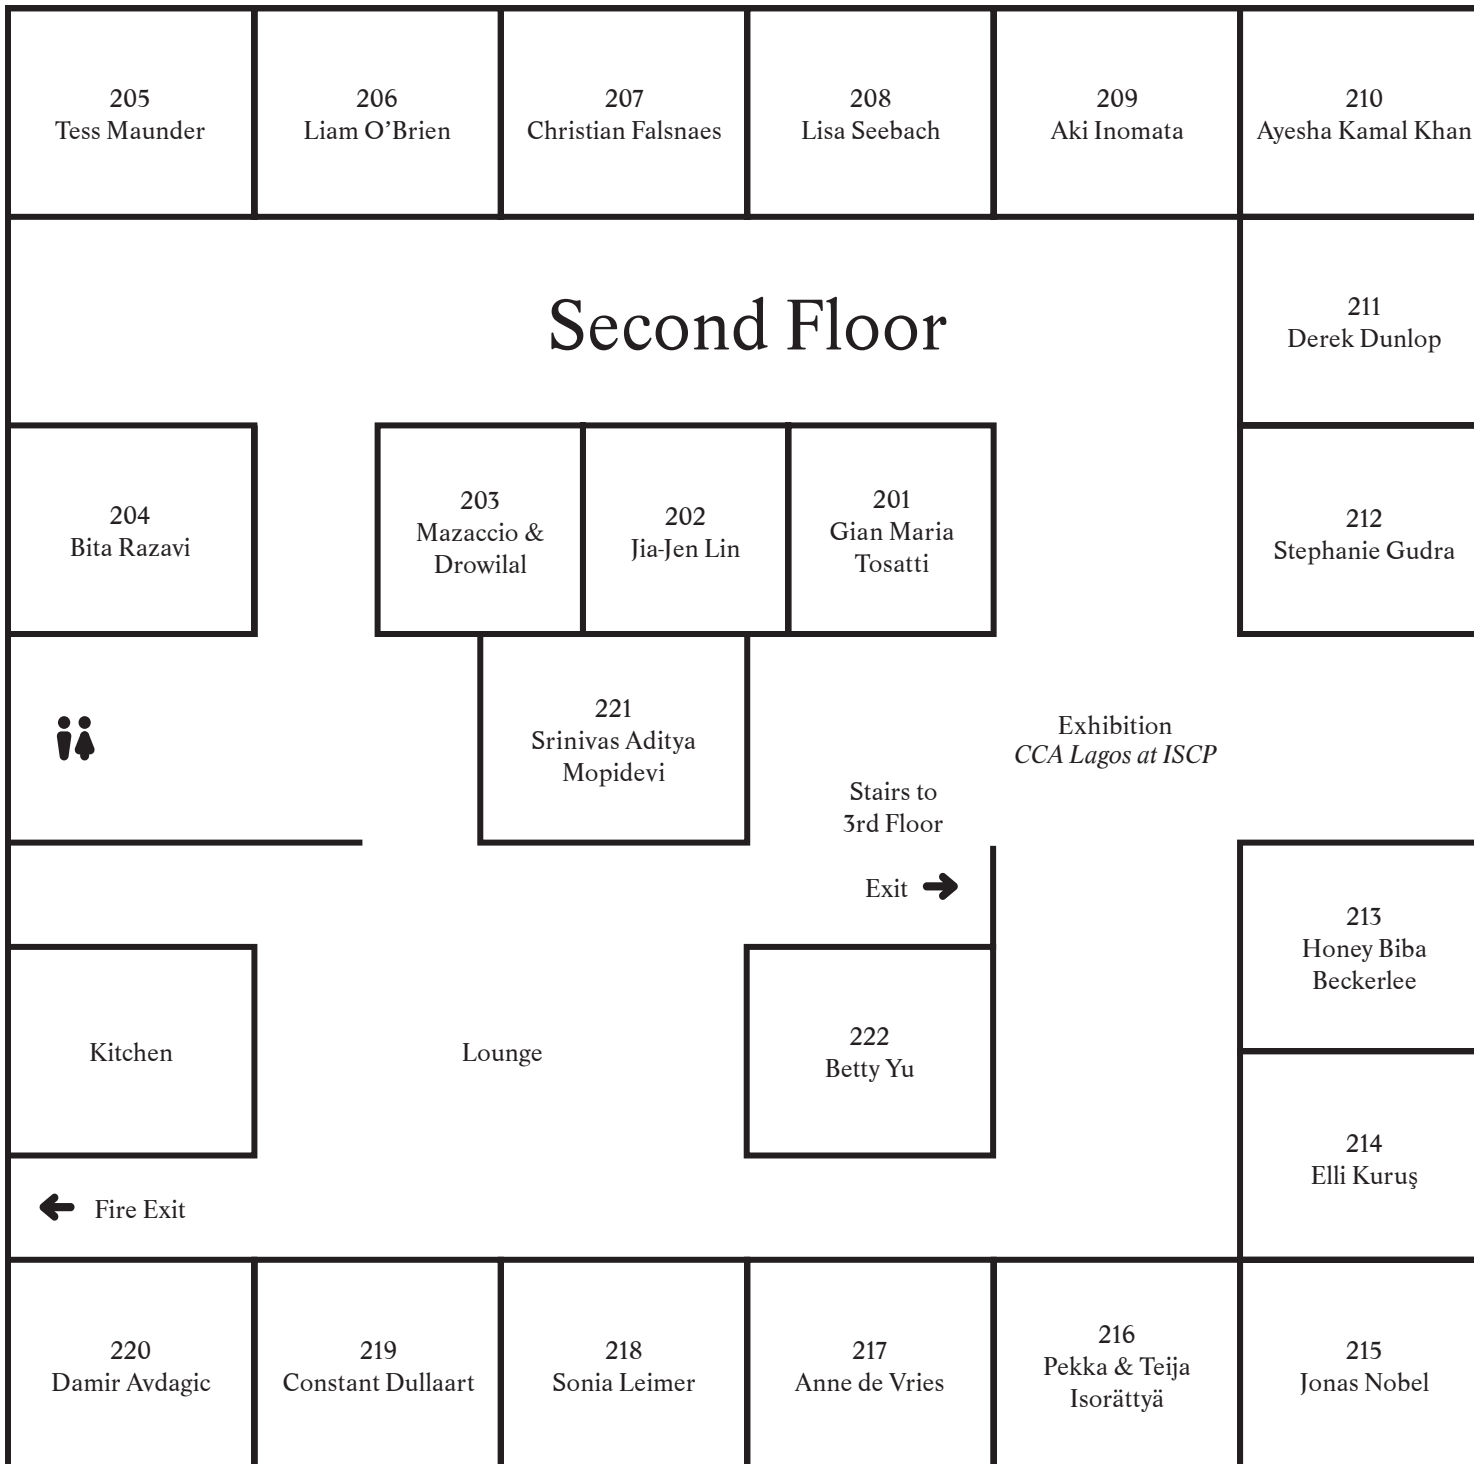 205
Tess Maunder
206
Liam O’Brien
207
Christian Falsnaes
208
Lisa Seebach
209
Aki Inomata
210
Ayesha Kamal Khan
Second Floor
211
Derek Dunlop
204
Bita Razavi
203
Mazaccio &
Drowilal
202
Jia-Jen Lin
201
Gian Maria
Tosatti
212
Stephanie Gudra
221
Srinivas Aditya
Mopidevi
Exhibition
CCA Lagos at ISCP
Stairs to
3rd Floor
Exit
213
Honey Biba
Beckerlee
Kitchen
Lounge
222
Betty Yu
214
Elli Kuruş
Fire Exit
220
Damir Avdagic
219
Constant Dullaart
218
Sonia Leimer
217
Anne de Vries
216
Pekka & Teija
Isorättyä
215
Jonas Nobel